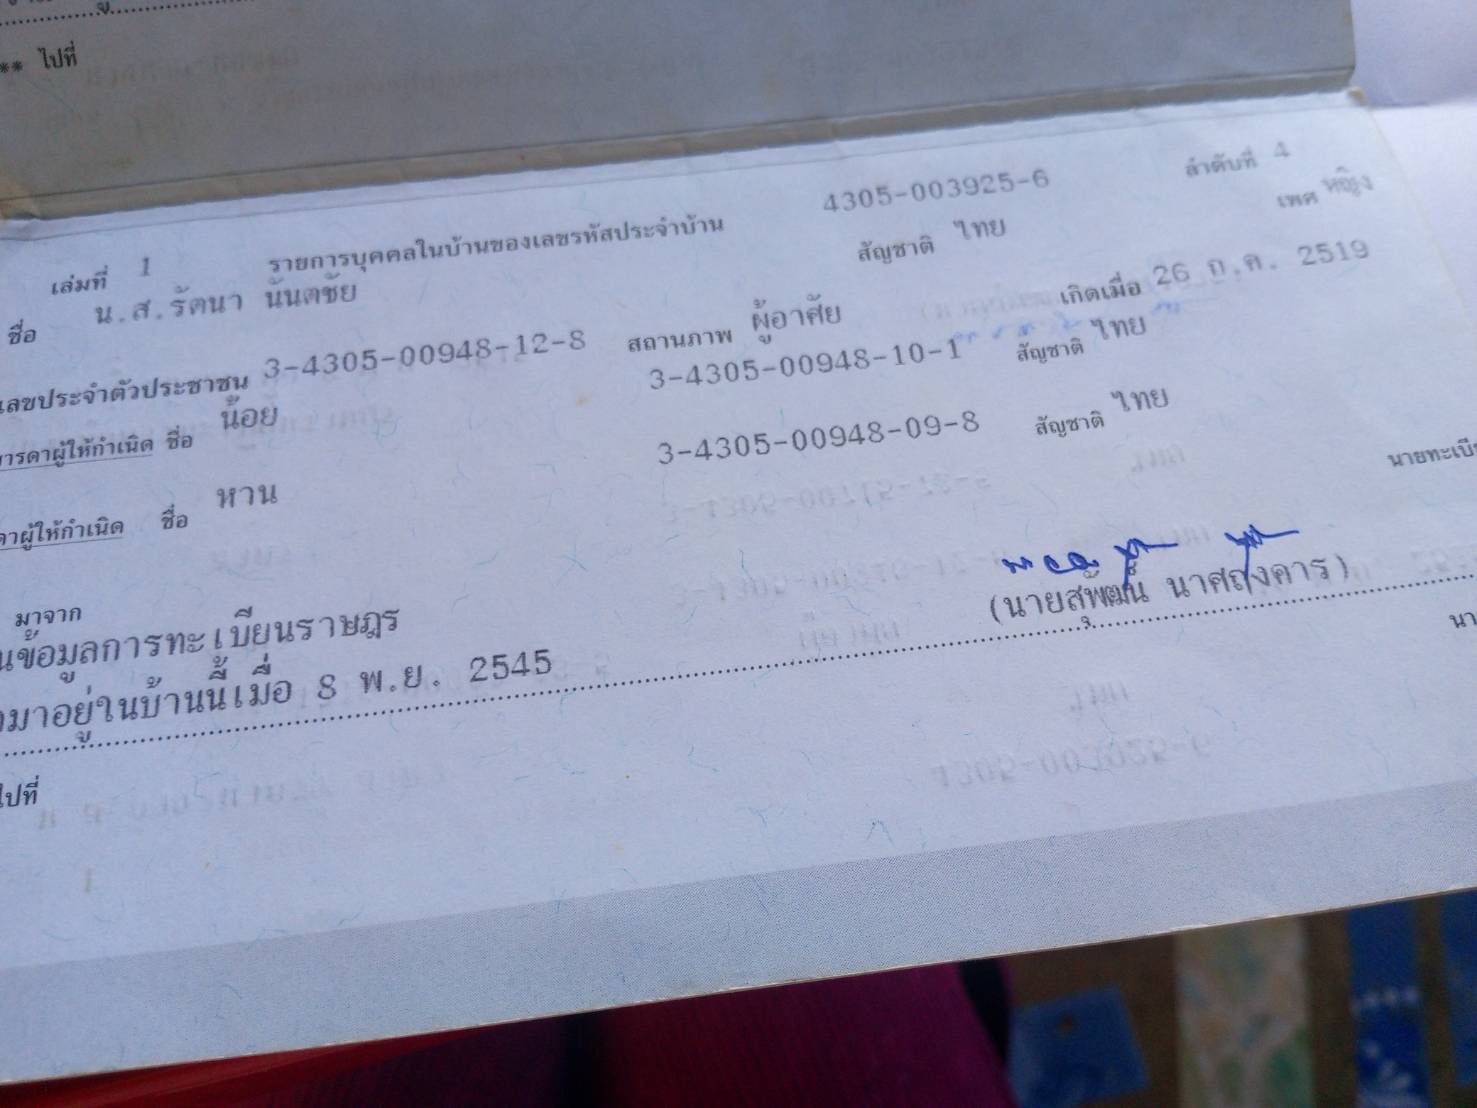 ** ไปที่
เล่มที่ 1 รายการบุคคลในบ้านของเลขรหัสประจำบ้าน 4305-003925-6 ลำดับที่ 4
ชื่อ น.ส.รัตนา นันตชัย สัญชาติ ไทย เพศ หญิง
เลขประจำตัวประชาชน 3-4305-00948-12-8 สถานภาพ ผู้อาศัย เกิดเมื่อ 26 ก.ค. 2519
มารดาผู้ให้กำเนิด ชื่อ น้อย 3-4305-00948-10-1 สัญชาติ ไทย
ดาผู้ให้กำเนิด ชื่อ หาน 3-4305-00948-09-8 สัญชาติ ไทย
มาจาก นายทะเบี
นข้อมูลการทะเบียนราษฎร (นายสุพัฒน์ นาศฤงคาร)
มาอยู่ในบ้านนี้เมื่อ 8 พ.ย. 2545
ไปที่ นา